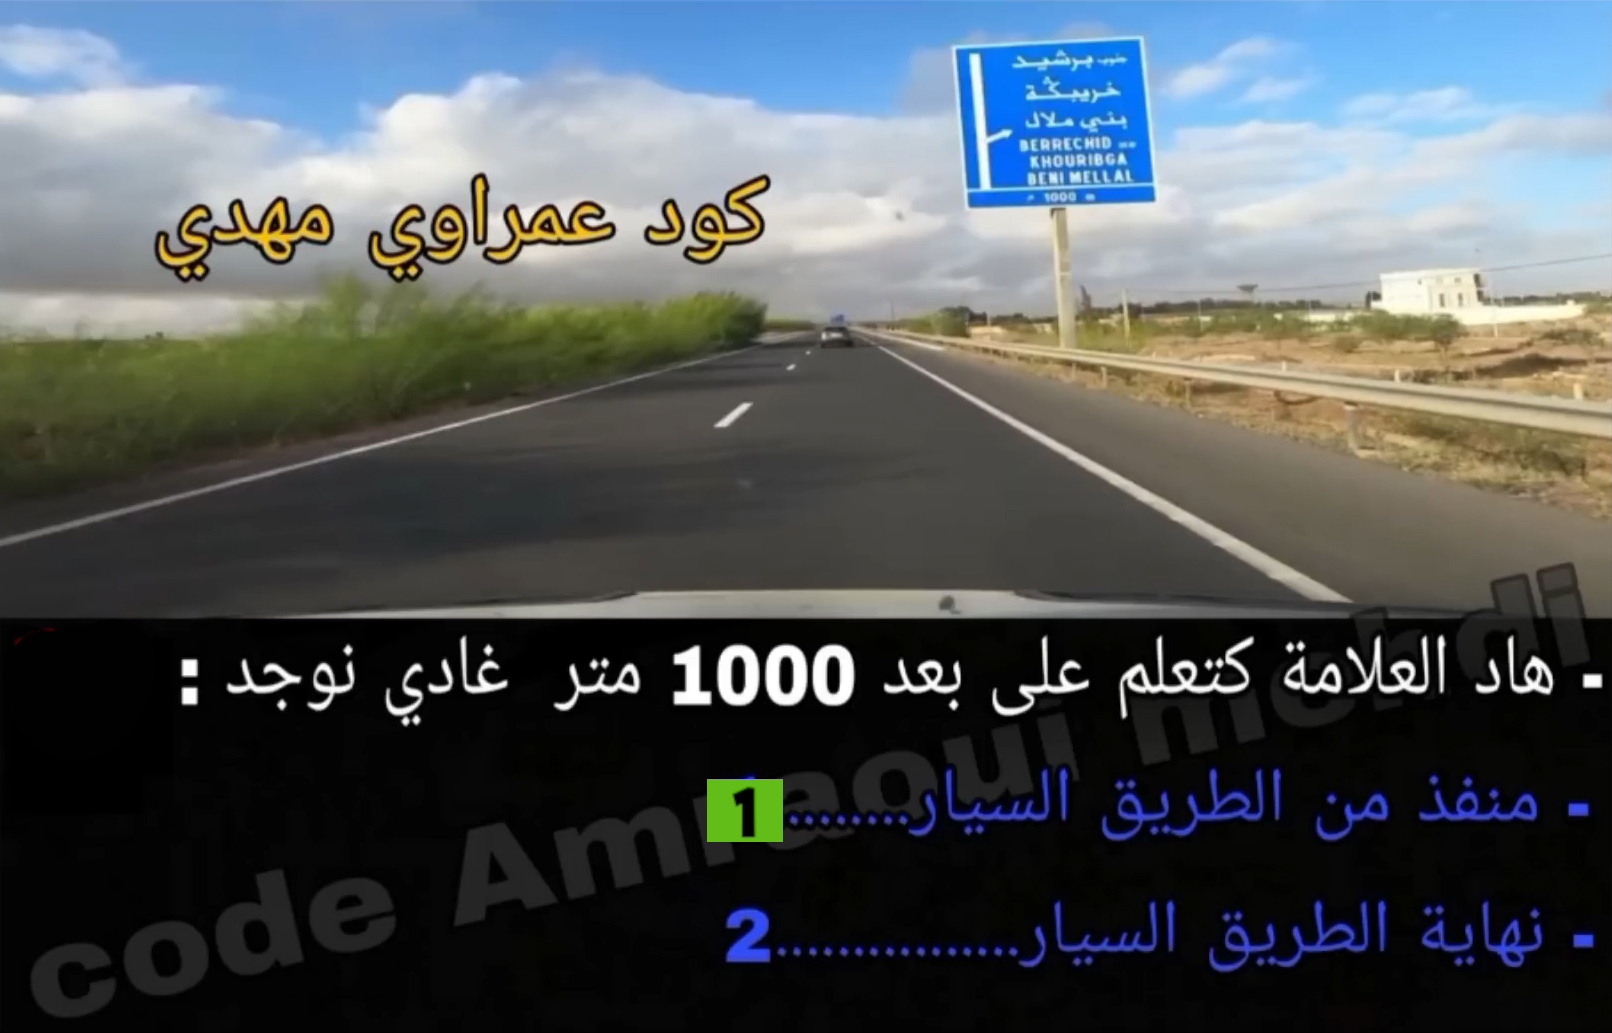 جنوب برشيد
خريبكة
بني ملال
BERRECHID
KHOURIBGA
BENI MELLAL
م 1000 m
كود عمراوي مهدي
- هاد العلامة كتعلم على بعد 1000 متر غادي نوجد :
- منفذ من الطريق السيار........1
- نهاية الطريق السيار................2
code Amraoui mehdi